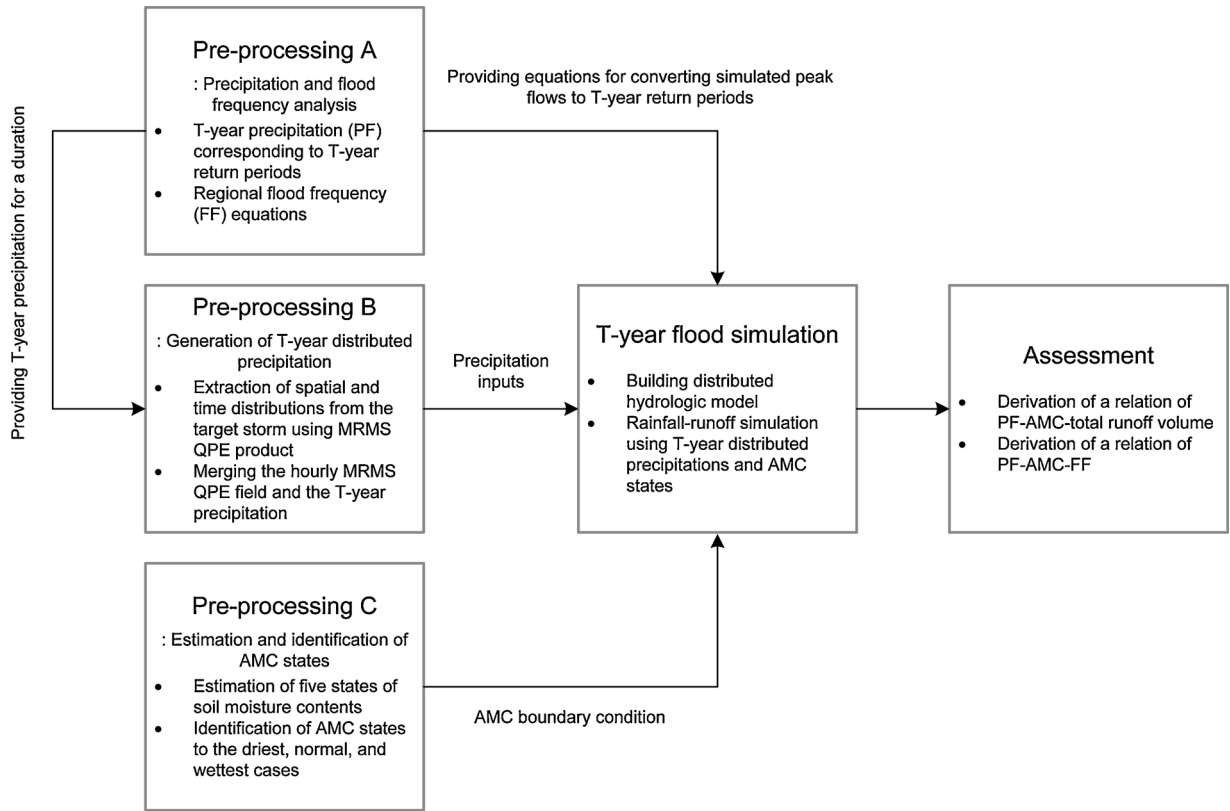 Providing T-year precipitation for a duration
Pre-processing A
: Precipitation and flood
frequency analysis
• T-year precipitation (PF)
corresponding to T-year
return periods
• Regional flood frequency
(FF) equations
Providing equations for converting simulated peak
flows to T-year return periods
Pre-processing B
: Generation of T-year distributed
precipitation
• Extraction of spatial and
time distributions from the
target storm using MRMS
QPE product
• Merging the hourly MRMS
QPE field and the T-year
precipitation
Precipitation
inputs
Pre-processing C
: Estimation and identification of
AMC states
• Estimation of five states of
soil moisture contents
• Identification of AMC states
to the driest, normal, and
wettest cases
AMC boundary condition
T-year flood simulation
• Building distributed
hydrologic model
• Rainfall-runoff simulation
using T-year distributed
precipitations and AMC
states
Assessment
• Derivation of a relation of
PF-AMC-total runoff volume
• Derivation of a relation of
PF-AMC-FF